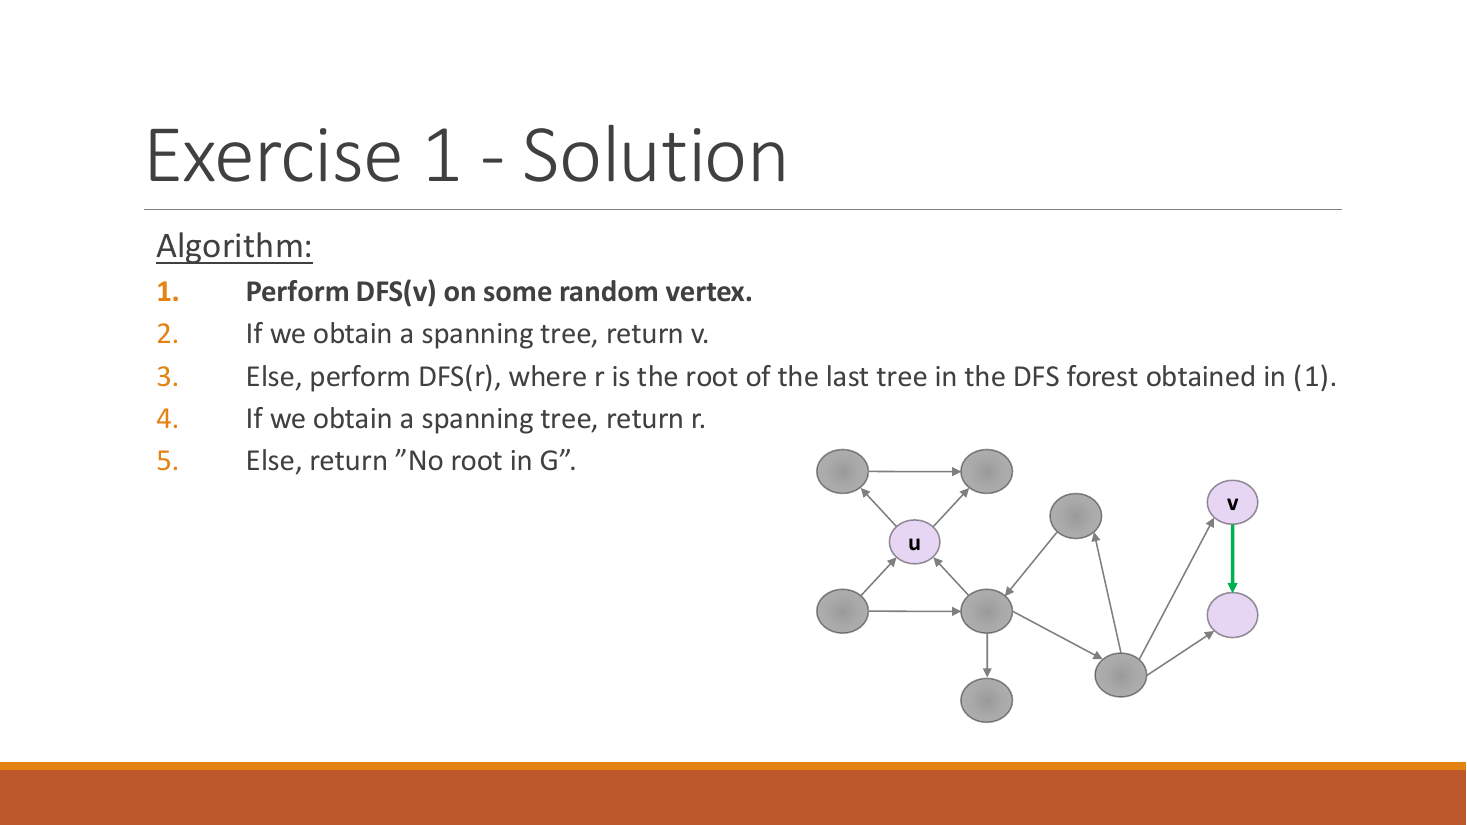 Exercise 1 - Solution
Algorithm:
1. Perform DFS(v) on some random vertex.
2. If we obtain a spanning tree, return v.
3. Else, perform DFS(r), where r is the root of the last tree in the DFS forest obtained in (1).
4. If we obtain a spanning tree, return r.
5. Else, return ”No root in G”.
v
u